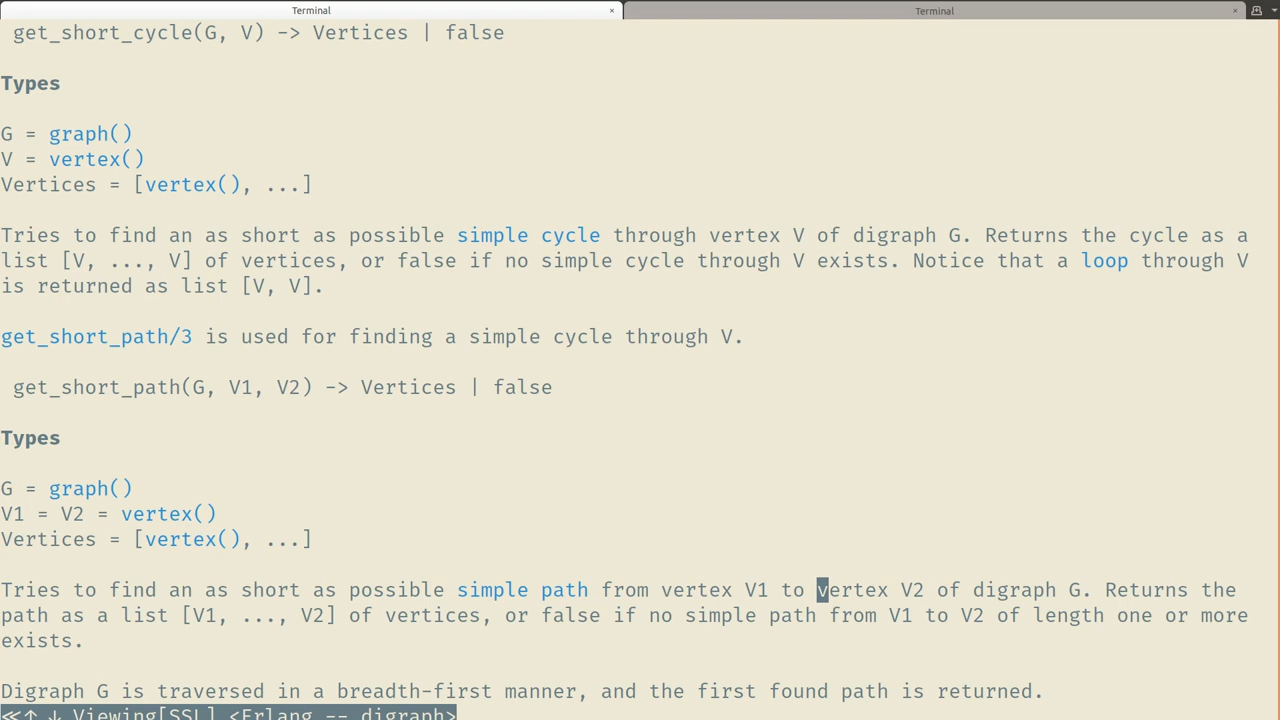 Terminal × Terminal ×
get_short_cycle(G, V) -> Vertices | false
Types
G = graph()
V = vertex()
Vertices = [vertex(), ...]
Tries to find an as short as possible simple cycle through vertex V of digraph G. Returns the cycle as a
list [V, ..., V] of vertices, or false if no simple cycle through V exists. Notice that a loop through V
is returned as list [V, V].
get_short_path/3 is used for finding a simple cycle through V.
get_short_path(G, V1, V2) -> Vertices | false
Types
G = graph()
V1 = V2 = vertex()
Vertices = [vertex(), ...]
Tries to find an as short as possible simple path from vertex V1 to vertex V2 of digraph G. Returns the
path as a list [V1, ..., V2] of vertices, or false if no simple path from V1 to V2 of length one or more
exists.
Digraph G is traversed in a breadth-first manner, and the first found path is returned.
≪↑ ↓ Viewing[SSL] <Erlang -- digraph>